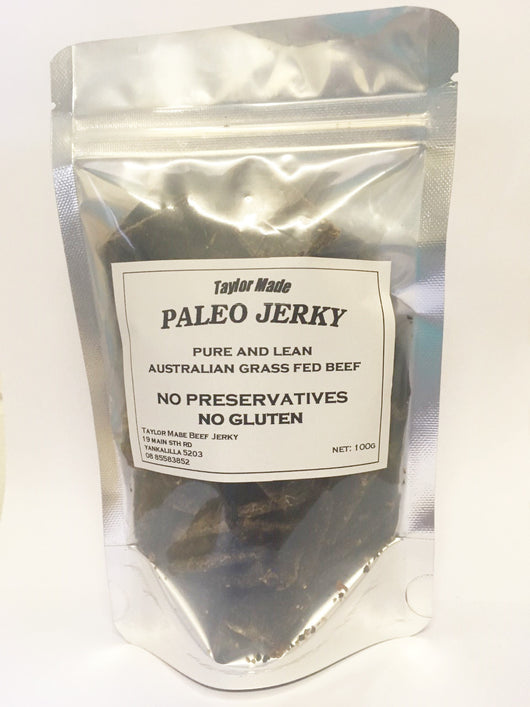 Taylor Made
PALEO JERKY
PURE AND LEAN
AUSTRALIAN GRASS FED BEEF
NO PRESERVATIVES
NO GLUTEN
TAYLOR MABE BEEF JERKY
19 MAIN STH RD
YANKALILLA 5203
08 85583852
NET: 100G